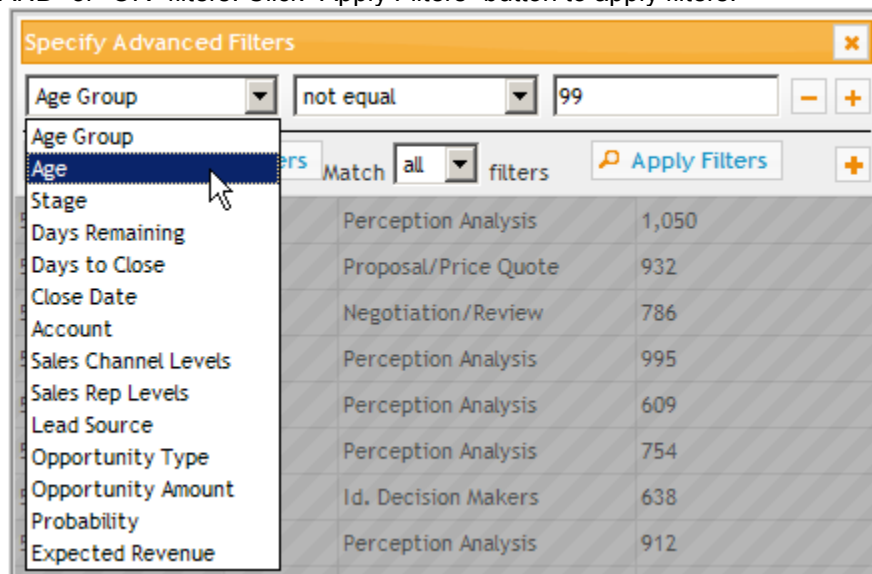 Specify Advanced Filters
Age Group not equal 99
Age Group
Age
Match all filters Apply Filters
Stage
Perception Analysis 1,050
Days Remaining
Days to Close
Proposal/Price Quote 932
Close Date
Negotiation/Review 786
Account
Sales Channel Levels
Perception Analysis 995
Sales Rep Levels
Perception Analysis 609
Lead Source
Opportunity Type
Perception Analysis 754
Opportunity Amount
Id. Decision Makers 638
Probability
Expected Revenue
Perception Analysis 912